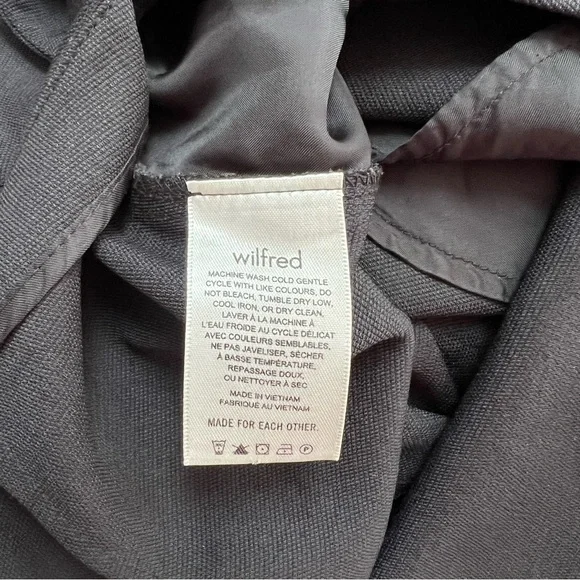 wilfred
MACHINE WASH COLD GENTLE
CYCLE WITH LIKE COLOURS, DO
NOT BLEACH, TUMBLE DRY LOW,
COOL IRON, OR DRY CLEAN.
LAVER À LA MACHINE À
L'EAU FROIDE AU CYCLE DÉLICAT
AVEC COULEURS SEMBLABLES,
NE PAS JAVELISER, SÉCHER
À BASSE TEMPÉRATURE,
REPASSAGE DOUX,
OU NETTOYER À SEC
MADE IN VIETNAM
FABRIQUÉ AU VIETNAM
MADE FOR EACH OTHER.
P